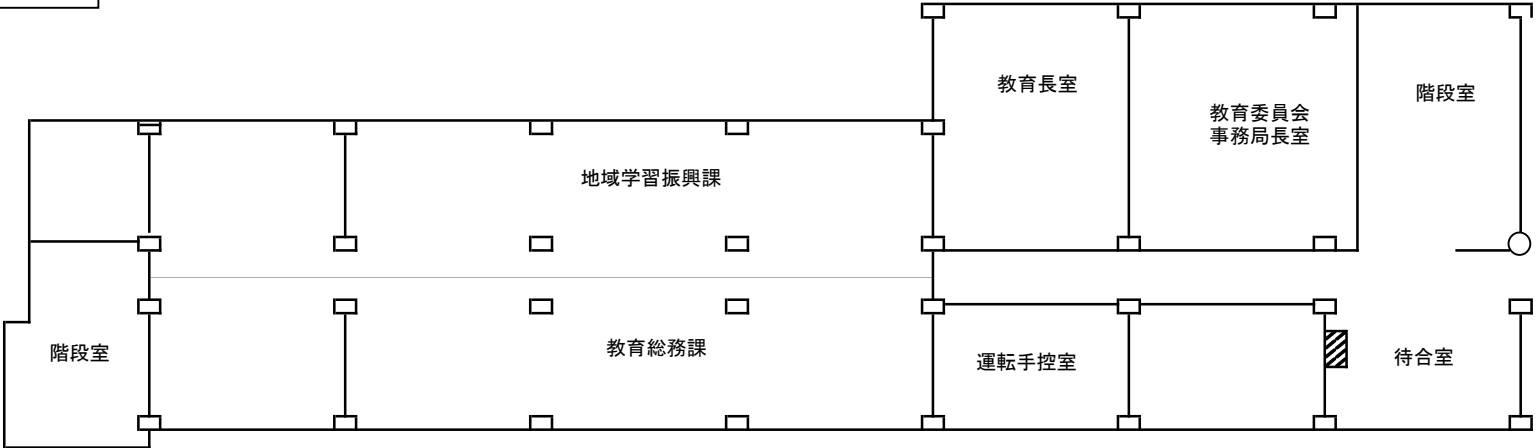 教育長室
階段室
教育委員会
事務局長室
地域学習振興課
階段室
教育総務課
運転手控室
待合室